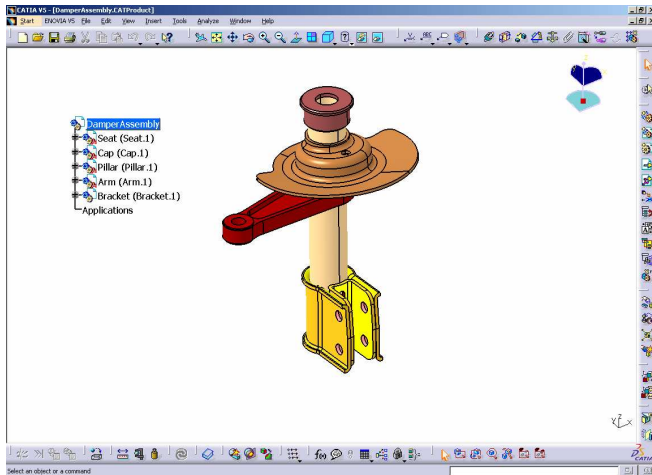 CATIA V5 - [DamperAssembly.CATProduct]
Start ENOVIA V5 File Edit View Insert Tools Analyze Window Help
DamperAssembly
Seat (Seat.1)
Cap (Cap.1)
Pillar (Pillar.1)
Arm (Arm.1)
Bracket (Bracket.1)
Applications
f(x)
CATIA
Select an object or a command